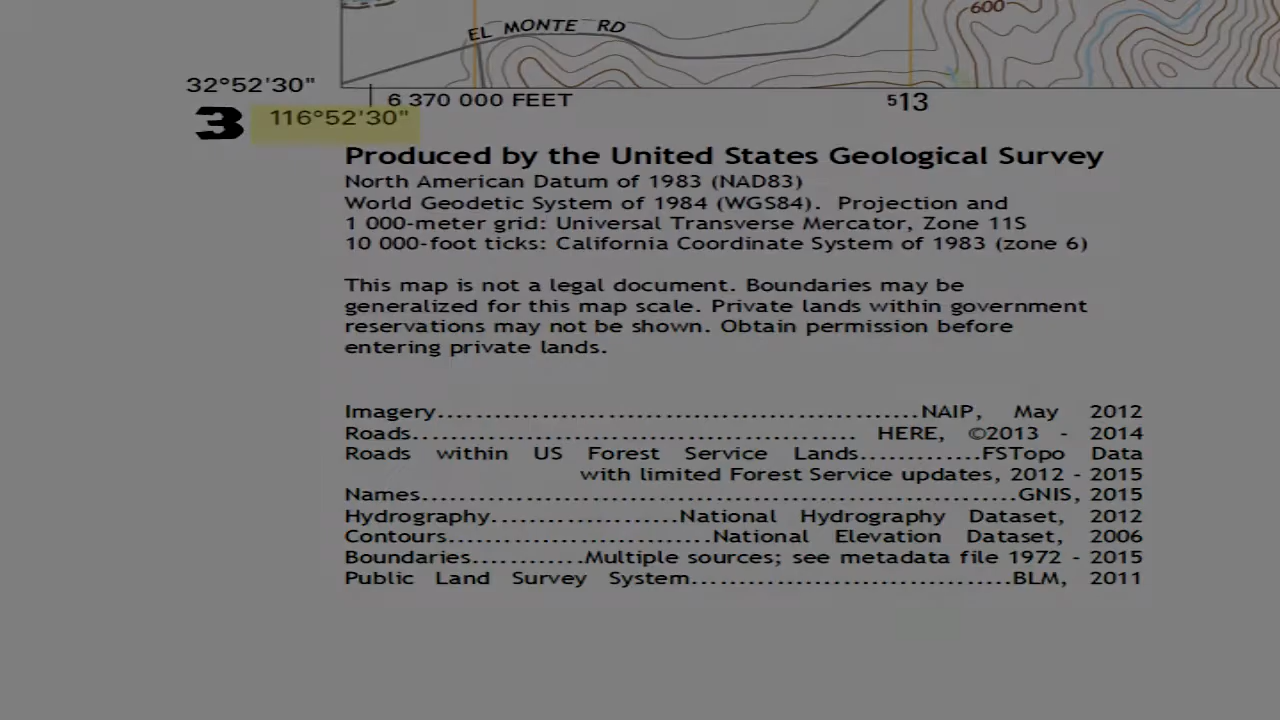 600
EL MONTE RD
32°52'30"
6 370 000 FEET
⁵13
3
116°52'30"
Produced by the United States Geological Survey
North American Datum of 1983 (NAD83)
World Geodetic System of 1984 (WGS84). Projection and
1 000-meter grid: Universal Transverse Mercator, Zone 11S
10 000-foot ticks: California Coordinate System of 1983 (zone 6)
This map is not a legal document. Boundaries may be
generalized for this map scale. Private lands within government
reservations may not be shown. Obtain permission before
entering private lands.
Imagery................................................NAIP, May 2012
Roads............................................ HERE, ©2013 - 2014
Roads within US Forest Service Lands............FSTopo Data
with limited Forest Service updates, 2012 - 2015
Names............................................................GNIS, 2015
Hydrography...................National Hydrography Dataset, 2012
Contours..........................National Elevation Dataset, 2006
Boundaries............Multiple sources; see metadata file 1972 - 2015
Public Land Survey System................................BLM, 2011